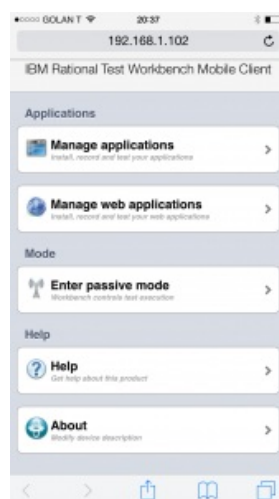 GOLAN T 20:37
192.168.1.102
IBM Rational Test Workbench Mobile Client
Applications
Manage applications
Install, record and test your applications
Manage web applications
Install, record and test your web applications
Mode
Enter passive mode
Workbench controls test execution
Help
Help
Get help about this product
About
Modify device description